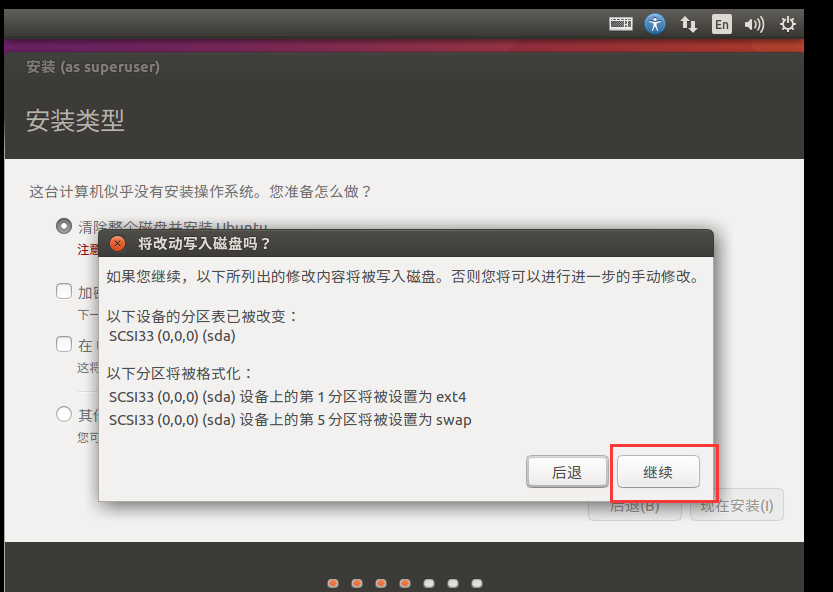 En
安装 (as superuser)
安装类型
这台计算机似乎没有安装操作系统。您准备怎么做？
清除整个磁盘并安装 Ubuntu
注意
将改动写入磁盘吗？
如果您继续，以下所列出的修改内容将被写入磁盘。否则您将可以进行进一步的手动修改。
加密
下一
以下设备的分区表已被改变：
SCSI33 (0,0,0) (sda)
在
这将
以下分区将被格式化：
SCSI33 (0,0,0) (sda) 设备上的第 1 分区将被设置为 ext4
SCSI33 (0,0,0) (sda) 设备上的第 5 分区将被设置为 swap
其他
您可
后退
继续
后退(B)
现在安装(I)